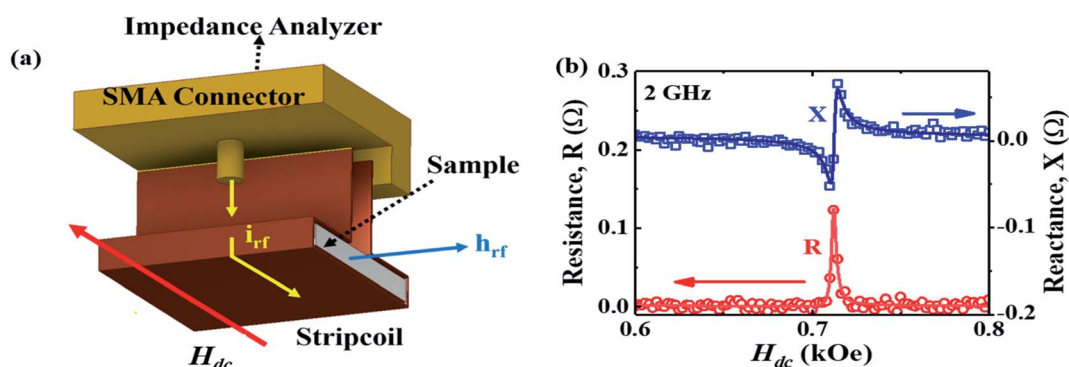 Impedance Analyzer
(a)
SMA Connector
Sample
i_rf
h_rf
Stripcoil
H_dc
(b)
2 GHz
0.3
0.2
0.1
0.0
Resistance, R (Ω)
X
R
0.0
-0.1
-0.2
Reactance, X (Ω)
0.6
0.7
0.8
H_dc (kOe)